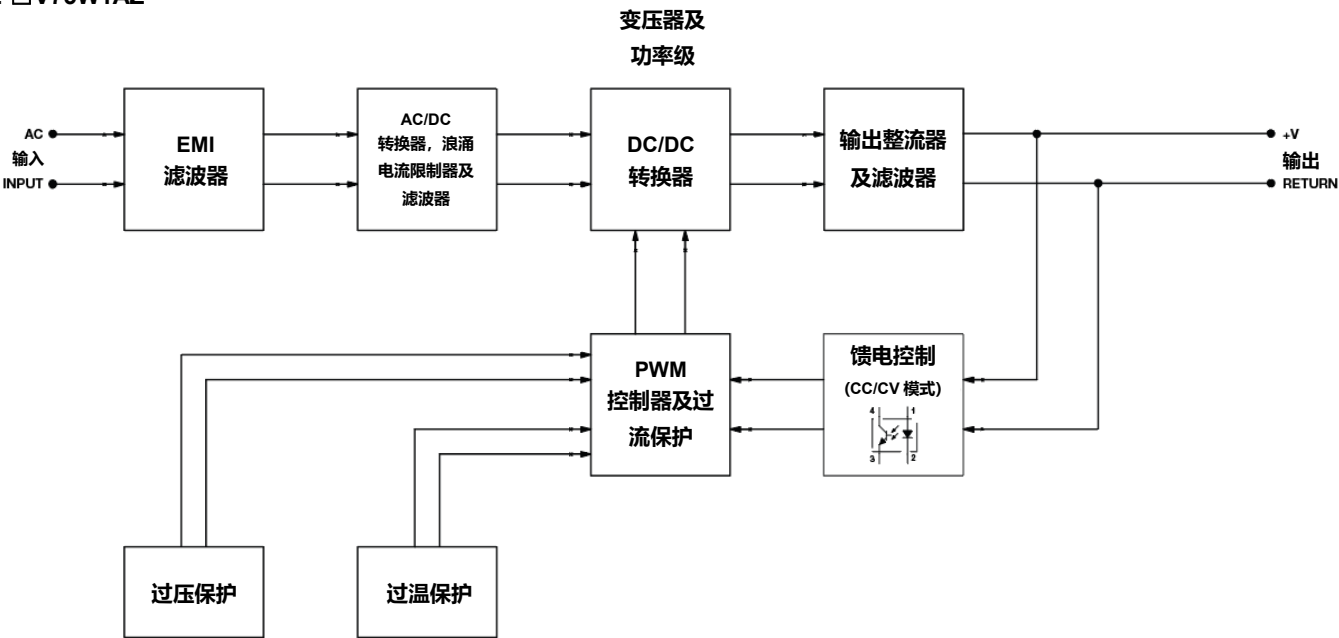 变压器及
功率级
AC
输入
INPUT
EMI
滤波器
AC/DC
转换器，浪涌
电流限制器及
滤波器
DC/DC
转换器
输出整流器
及滤波器
+V
输出
RETURN
PWM
控制器及过
流保护
馈电控制
(CC/CV 模式)
4 1
3 2
过压保护
过温保护